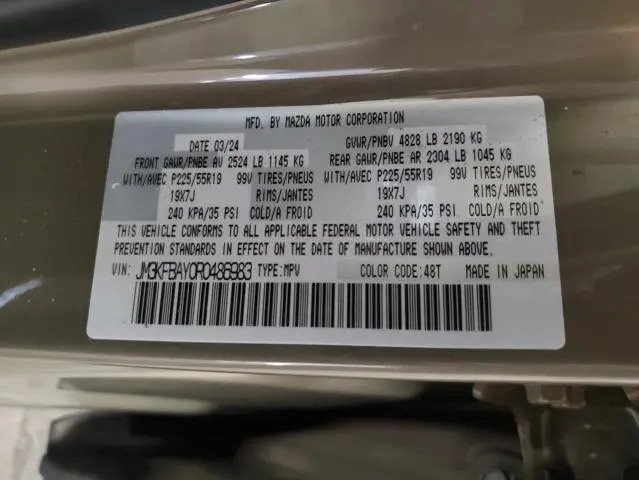 MFD. BY MAZDA MOTOR CORPORATION
DATE 03/24 GVWR/PNBV 4828 LB 2190 KG
FRONT GAWR/PNBE AV 2524 LB 1145 KG REAR GAWR/PNBE AR 2304 LB 1045 KG
WITH/AVEC P225/55R19 99V TIRES/PNEUS WITH/AVEC P225/55R19 99V TIRES/PNEUS
19X7J RIMS/JANTES 19X7J RIMS/JANTES
240 KPA/35 PSI COLD/A FROID 240 KPA/35 PSI COLD/A FROID
THIS VEHICLE CONFORMS TO ALL APPLICABLE FEDERAL MOTOR VEHICLE SAFETY AND THEFT
PREVENTION STANDARDS IN EFFECT ON THE DATE OF MANUFACTURE SHOWN ABOVE.
VIN: JM3KFBAY0R0486983 TYPE:MPV COLOR CODE:48T MADE IN JAPAN